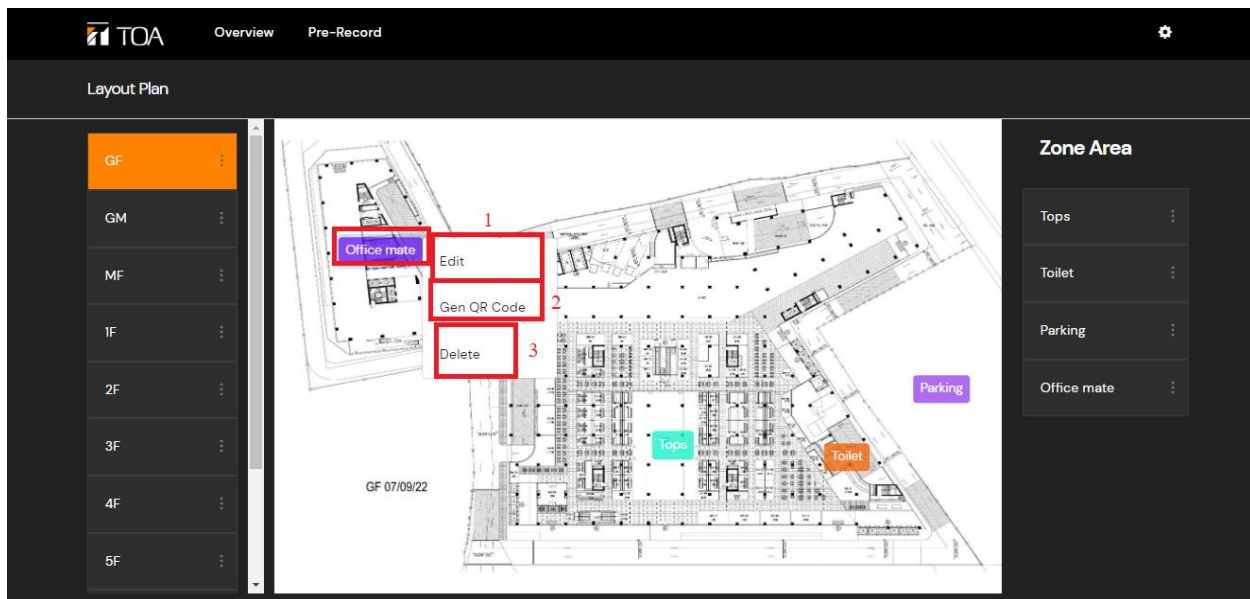 TOA
Overview
Pre-Record
Layout Plan
GF
GM
MF
1F
2F
3F
4F
5F
Office mate
1
Edit
Gen QR Code
2
Delete
3
Parking
Tops
Toilet
GF 07/09/22
Zone Area
Tops
Toilet
Parking
Office mate